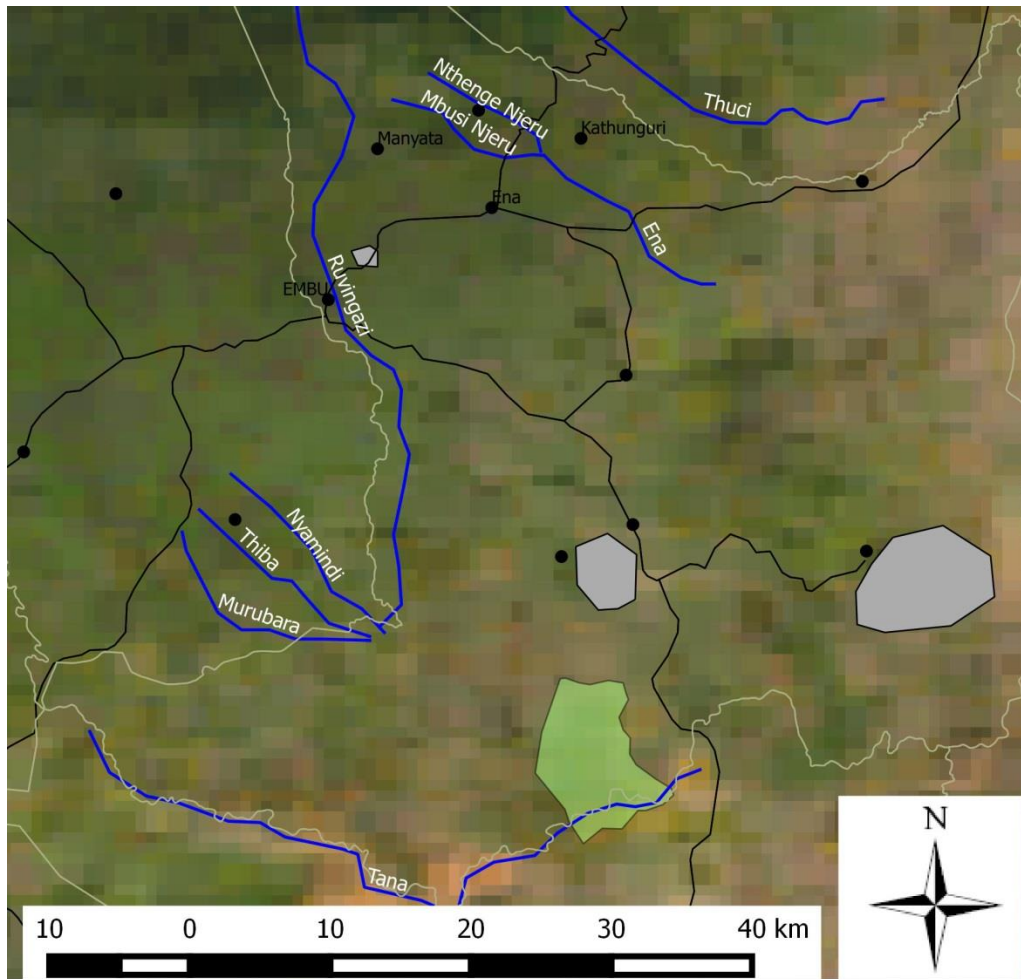 Nthenge Njeru
Mbusi Njeru
Thuci
Manyata
Kathunguri
Ena
Ena
Ruvingazi
EMBU
Nyamindi
Thiba
Murubara
Tana
N
10 0 10 20 30 40 km